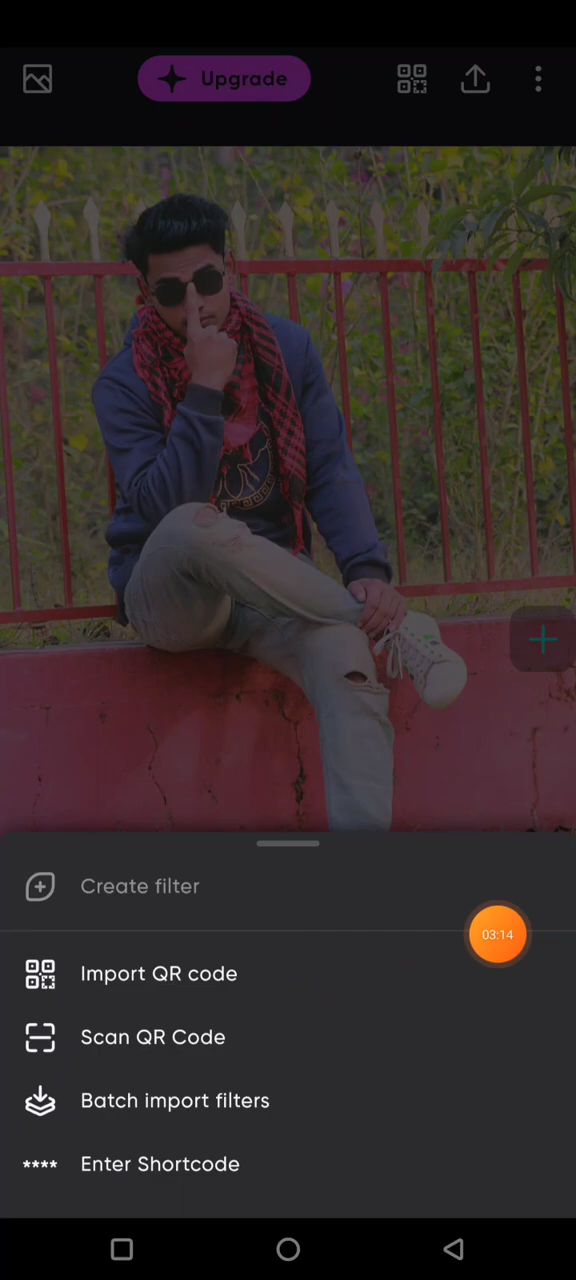 Upgrade
Create filter
03:14
Import QR code
Scan QR Code
Batch import filters
**** Enter Shortcode